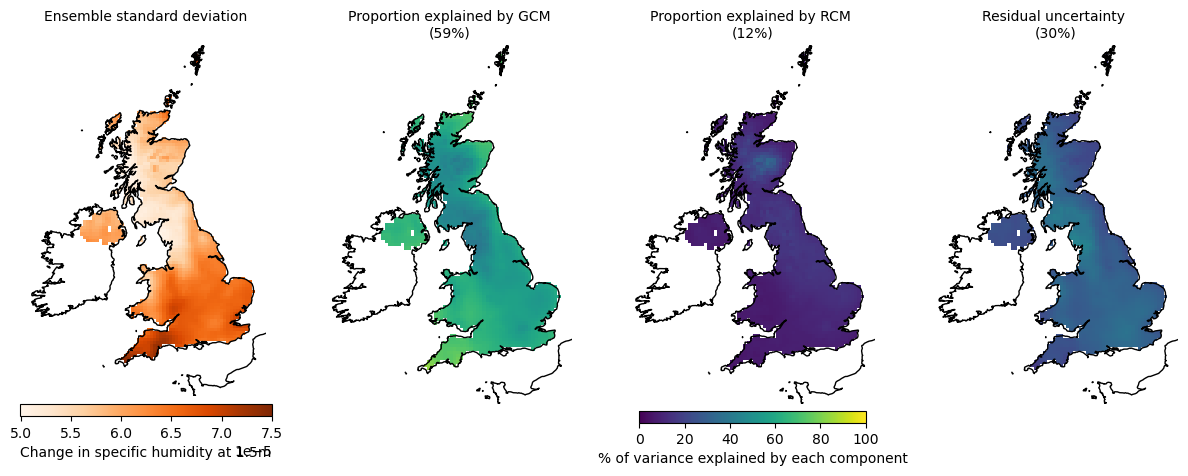 Ensemble standard deviation
Proportion explained by GCM
(59%)
Proportion explained by RCM
(12%)
Residual uncertainty
(30%)
5.0 5.5 6.0 6.5 7.0 7.5
1e−5
Change in specific humidity at 1.5m
0 20 40 60 80 100
% of variance explained by each component